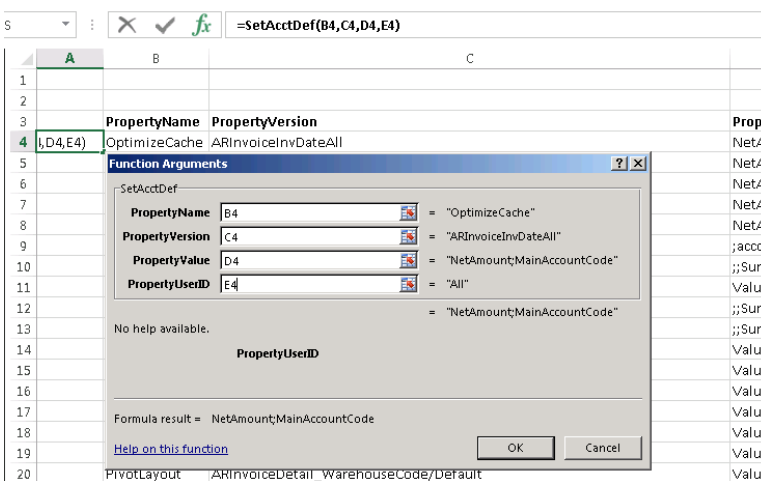 S fx =SetAcctDef(B4,C4,D4,E4)
A B C
1
2
3 PropertyName PropertyVersion Prop
4 ,D4,E4) OptimizeCache ARInvoiceInvDateAll NetA
5 Function Arguments ? X NetA
6 SetAcctDef NetA
7 PropertyName B4 = "OptimizeCache" NetA
8 PropertyVersion C4 = "ARInvoiceInvDateAll" NetA
9 PropertyValue D4 = "NetAmount;MainAccountCode" ;acco
10 PropertyUserID E4 = "All" ;;Sur
11 = "NetAmount;MainAccountCode" Valu
12 No help available. ;;Sur
13 PropertyUserID ;;Sur
14 Valu
15 Valu
16 Valu
17 Formula result = NetAmount;MainAccountCode Valu
18 Help on this function OK Cancel Valu
19 Valu
20 PivotLayout ARInvoiceDetail_WarehouseCode/Default Valu